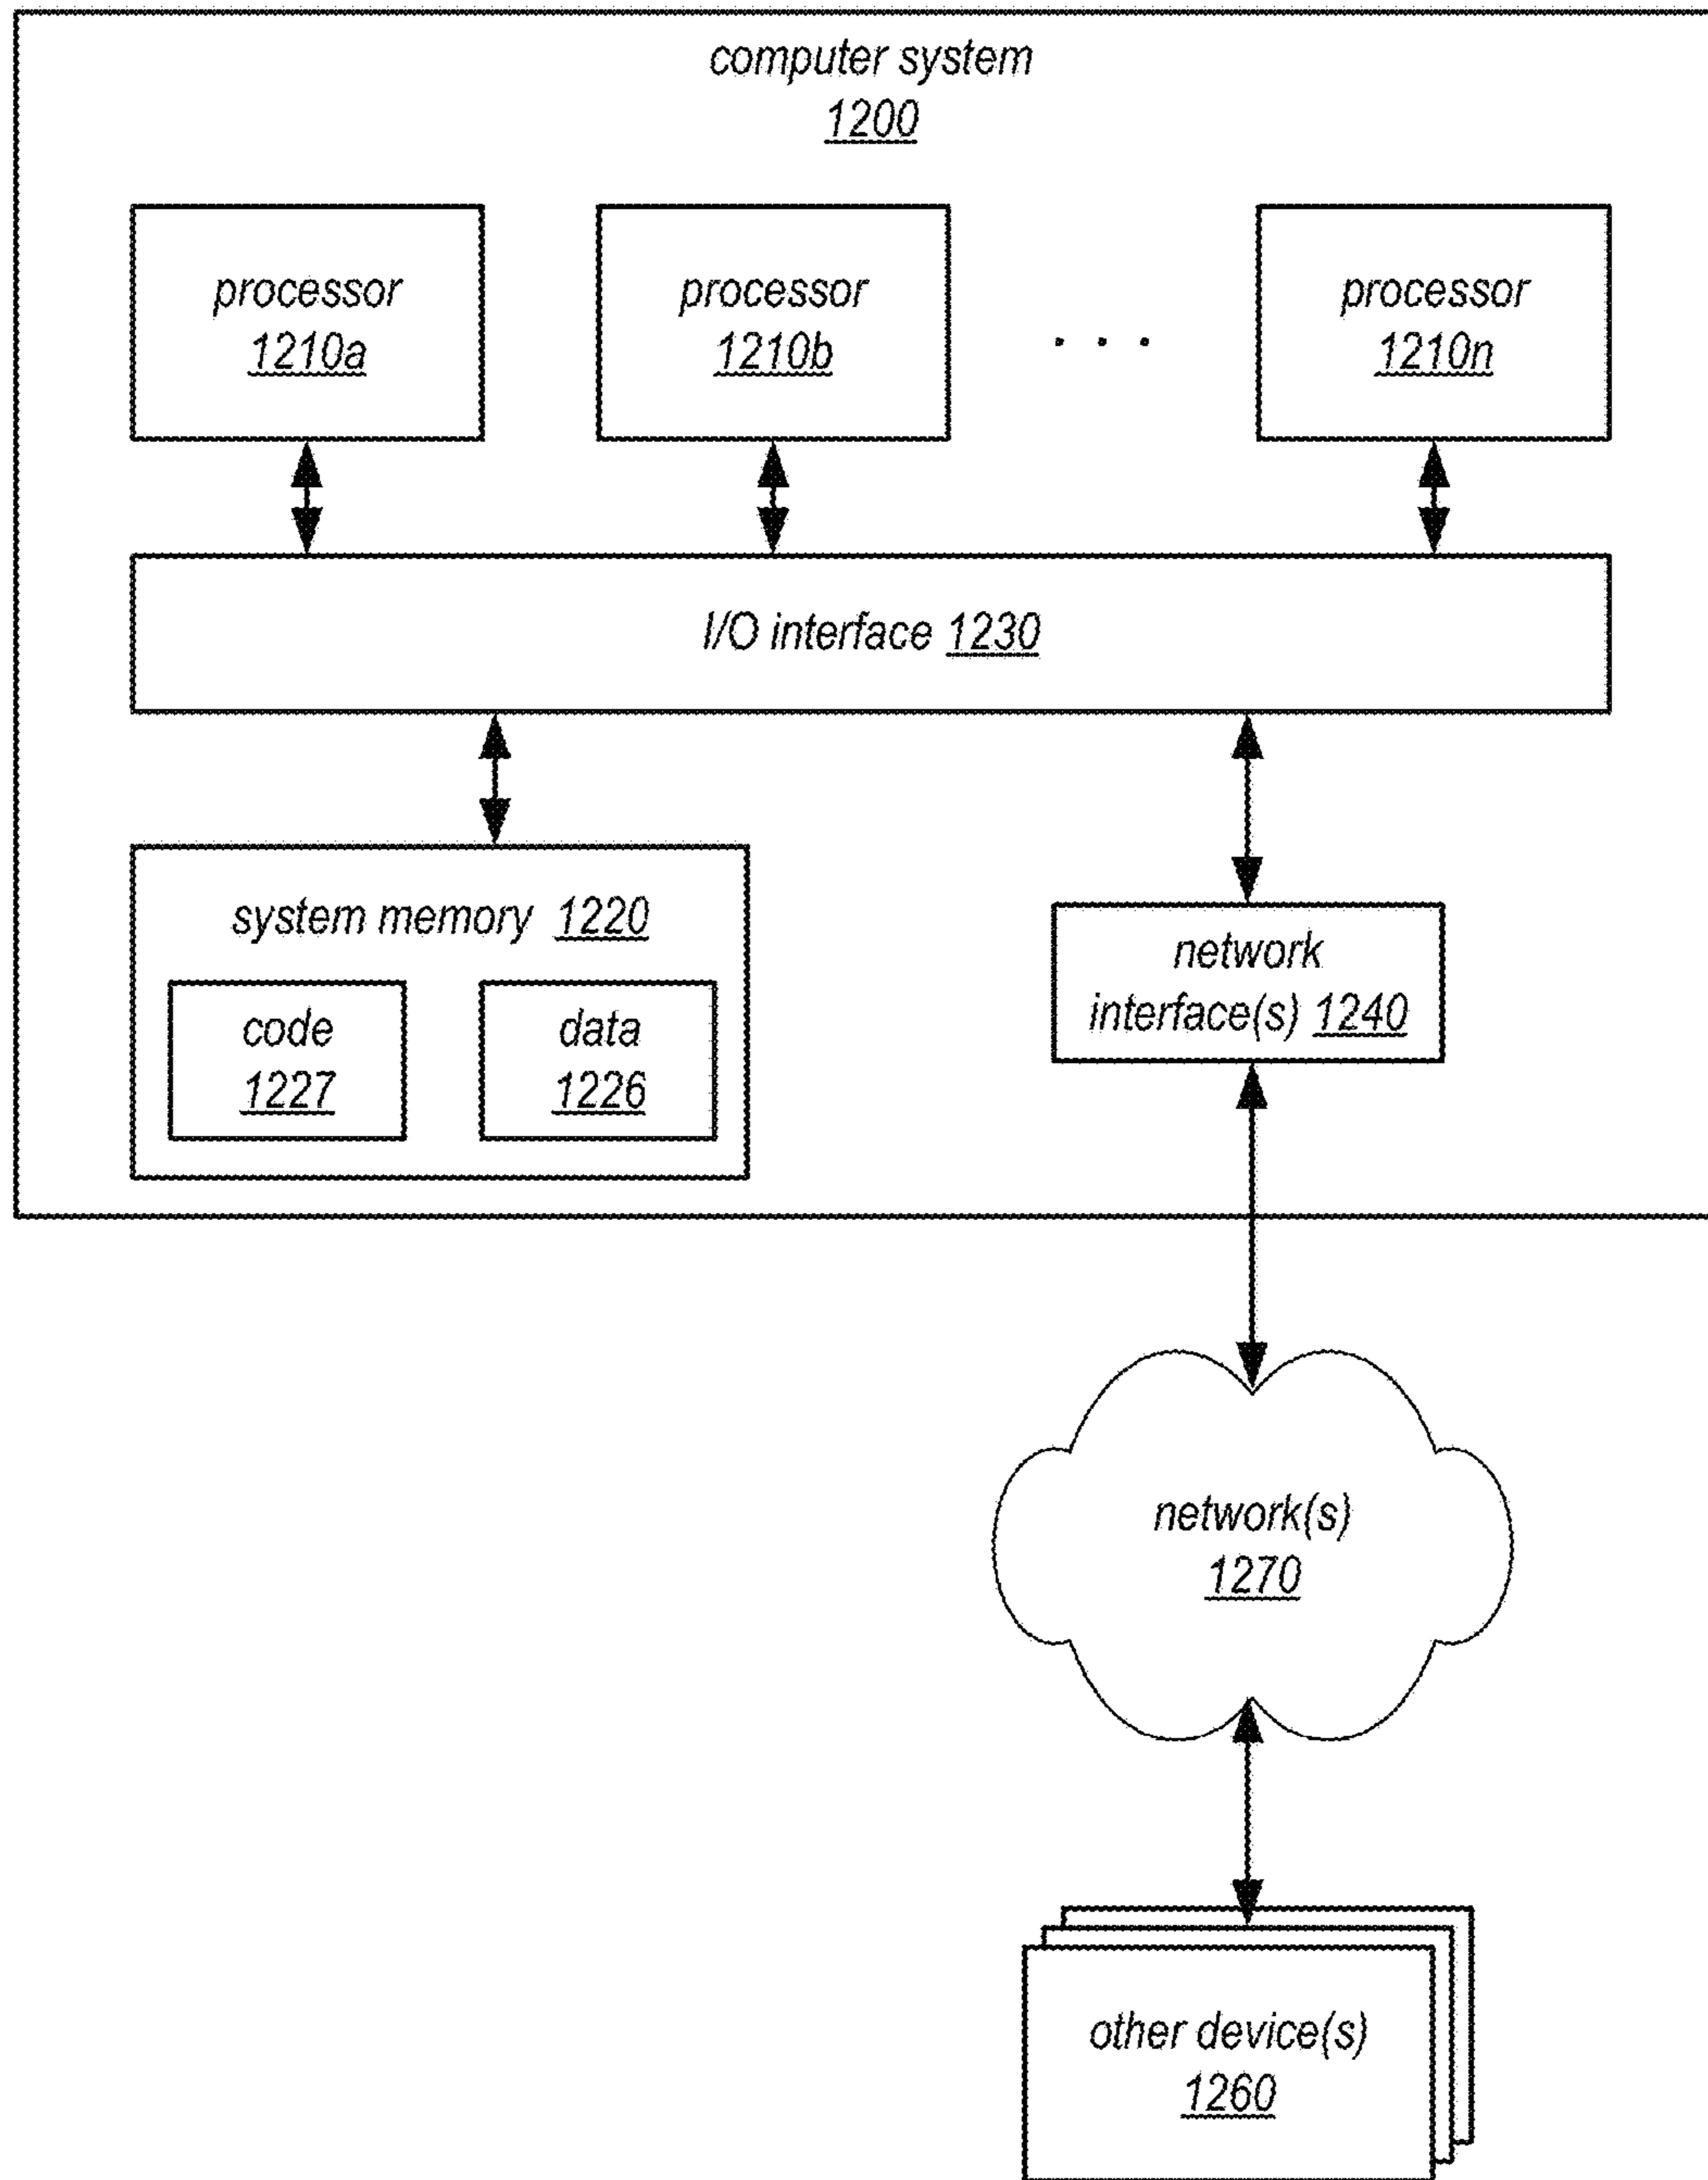 computer system
1200
processor
1210a
processor
1210b
. . .
processor
1210n
I/O interface 1230
system memory 1220
code
1227
data
1226
network
interface(s) 1240
network(s)
1270
other device(s)
1260